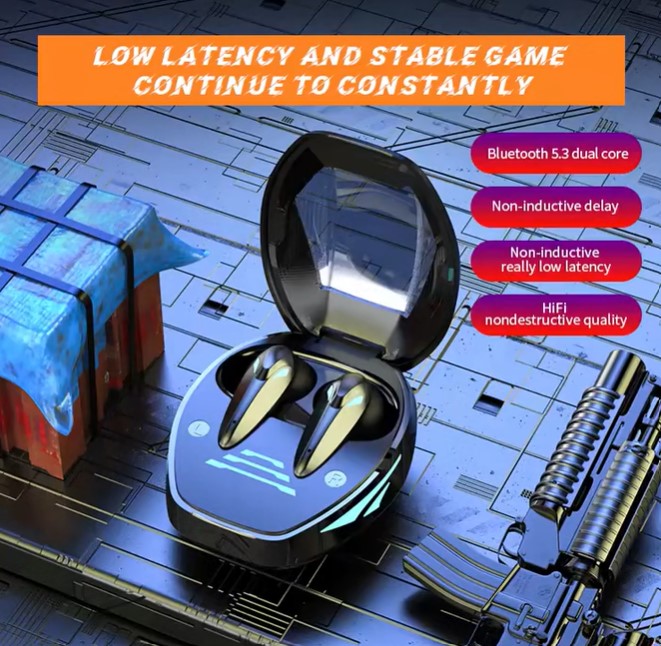 LOW LATENCY AND STABLE GAME
CONTINUE TO CONSTANTLY
Bluetooth 5.3 dual core
Non-inductive delay
Non-inductive
really low latency
HiFi
nondestructive quality
L
R